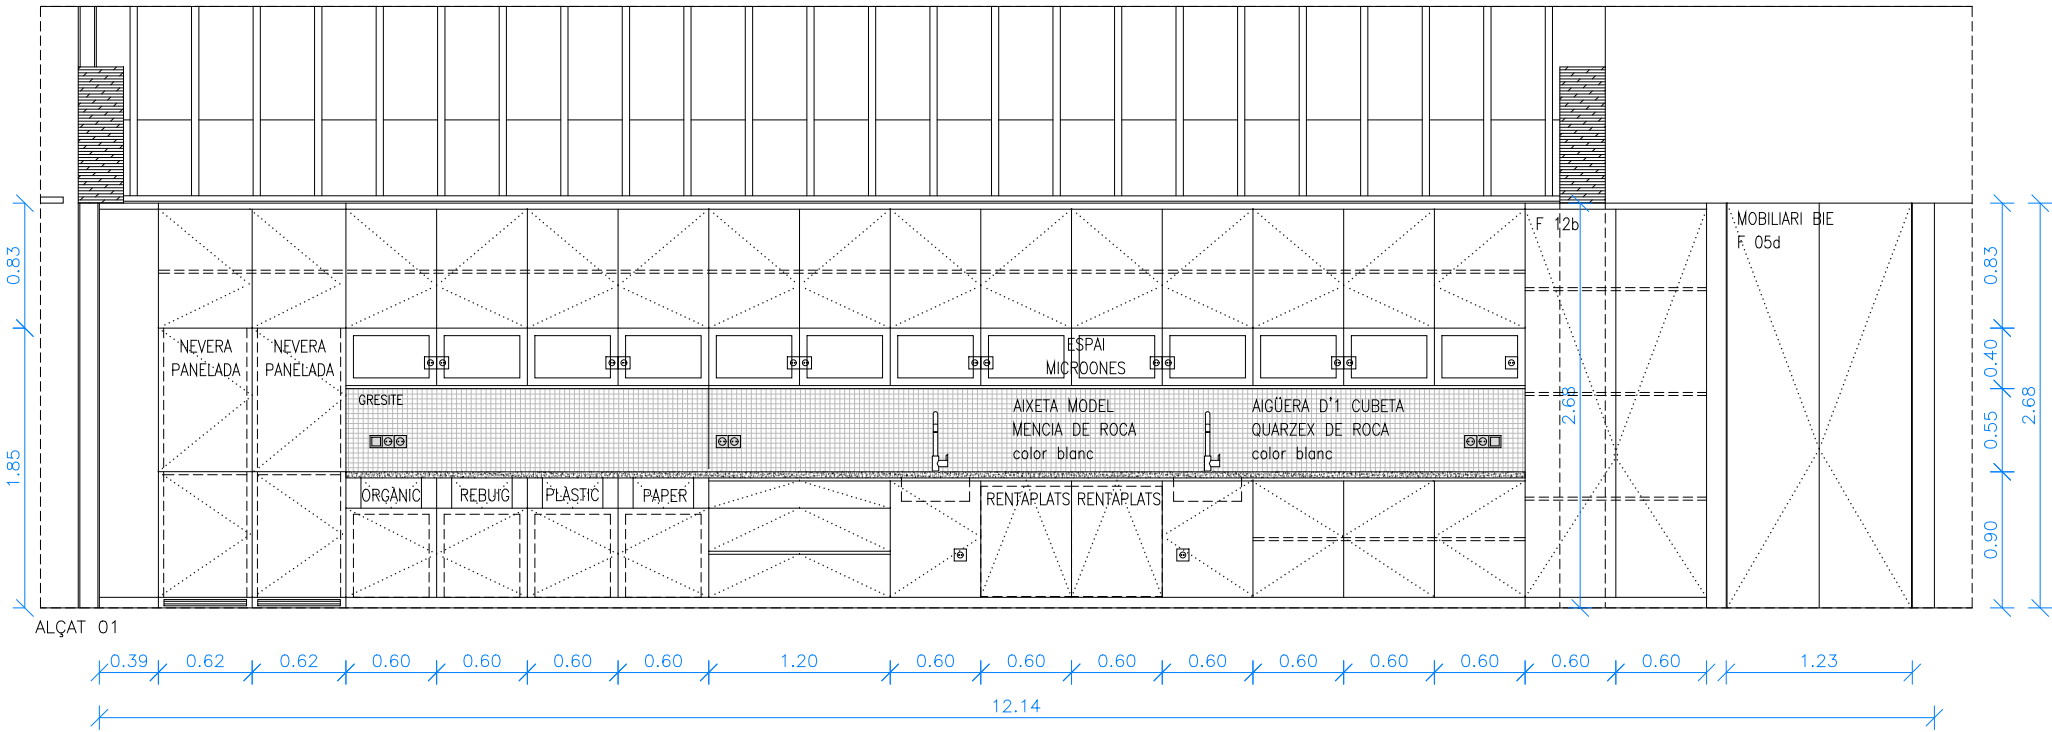 F 12b
MOBILIARI BIE
F 05d
0.83
0.83
NEVERA
PANELADA
NEVERA
PANELADA
ESPAI
MICROONES
0.40
GRESITE
AIXETA MODEL
MENCIA DE ROCA
color blanc
AIGÜERA D'1 CUBETA
QUARZEX DE ROCA
color blanc
2.68
2.68
0.55
1.85
ORGÀNIC
REBUIG
PLÀSTIC
PAPER
RENTAPLATS
RENTAPLATS
0.90
ALÇAT 01
0.39
0.62
0.62
0.60
0.60
0.60
0.60
1.20
0.60
0.60
0.60
0.60
0.60
0.60
0.60
0.60
0.60
1.23
12.14